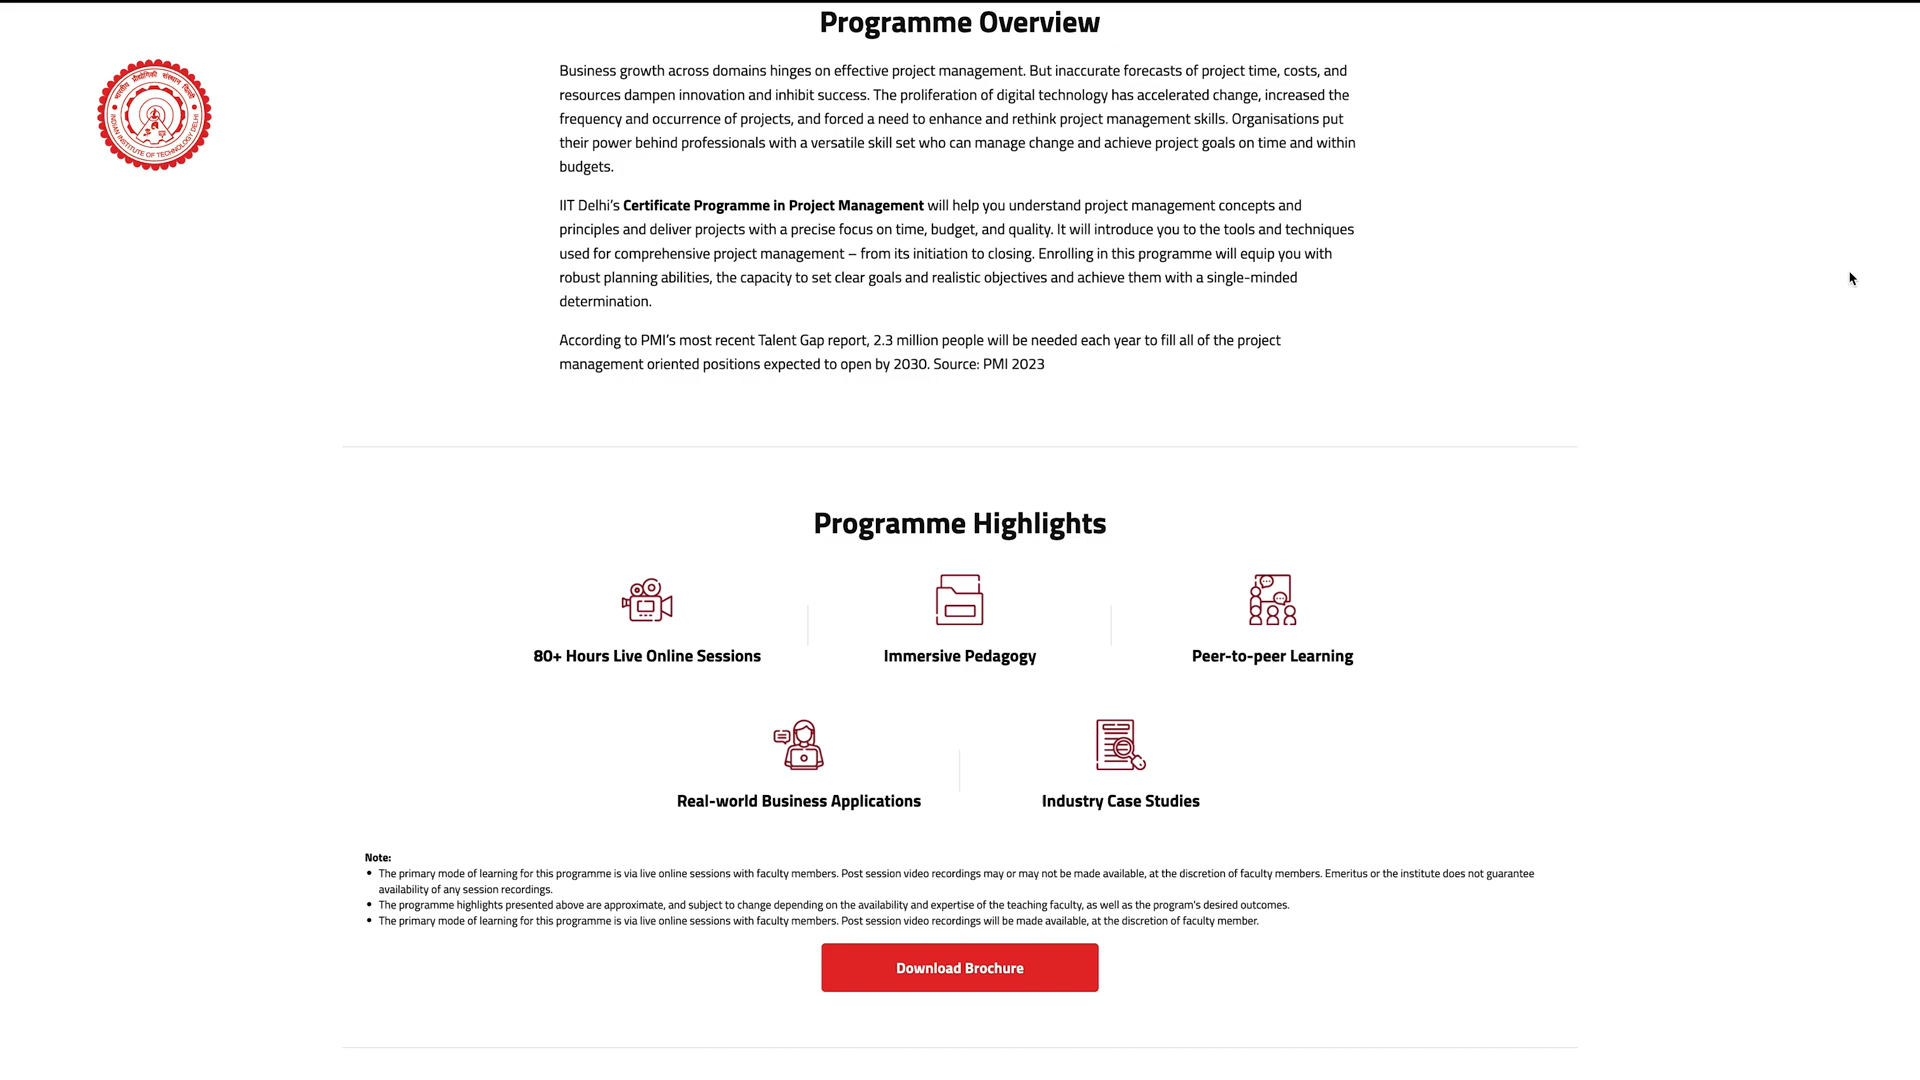 Programme Overview
Business growth across domains hinges on effective project management. But inaccurate forecasts of project time, costs, and
resources dampen innovation and inhibit success. The proliferation of digital technology has accelerated change, increased the
frequency and occurrence of projects, and forced a need to enhance and rethink project management skills. Organisations put
their power behind professionals with a versatile skill set who can manage change and achieve project goals on time and within
budgets.
भारतीय प्रौद्योगिकी संस्थान दिल्ली
INDIAN INSTITUTE OF TECHNOLOGY DELHI
IIT Delhi’s Certificate Programme in Project Management will help you understand project management concepts and
principles and deliver projects with a precise focus on time, budget, and quality. It will introduce you to the tools and techniques
used for comprehensive project management – from its initiation to closing. Enrolling in this programme will equip you with
robust planning abilities, the capacity to set clear goals and realistic objectives and achieve them with a single-minded
determination.
According to PMI’s most recent Talent Gap report, 2.3 million people will be needed each year to fill all of the project
management oriented positions expected to open by 2030. Source: PMI 2023
Programme Highlights
80+ Hours Live Online Sessions
Immersive Pedagogy
Peer-to-peer Learning
Real-world Business Applications
Industry Case Studies
Note:
• The primary mode of learning for this programme is via live online sessions with faculty members. Post session video recordings may or may not be made available, at the discretion of faculty members. Emeritus or the institute does not guarantee
availability of any session recordings.
• The programme highlights presented above are approximate, and subject to change depending on the availability and expertise of the teaching faculty, as well as the program's desired outcomes.
• The primary mode of learning for this programme is via live online sessions with faculty members. Post session video recordings will be made available, at the discretion of faculty member.
Download Brochure